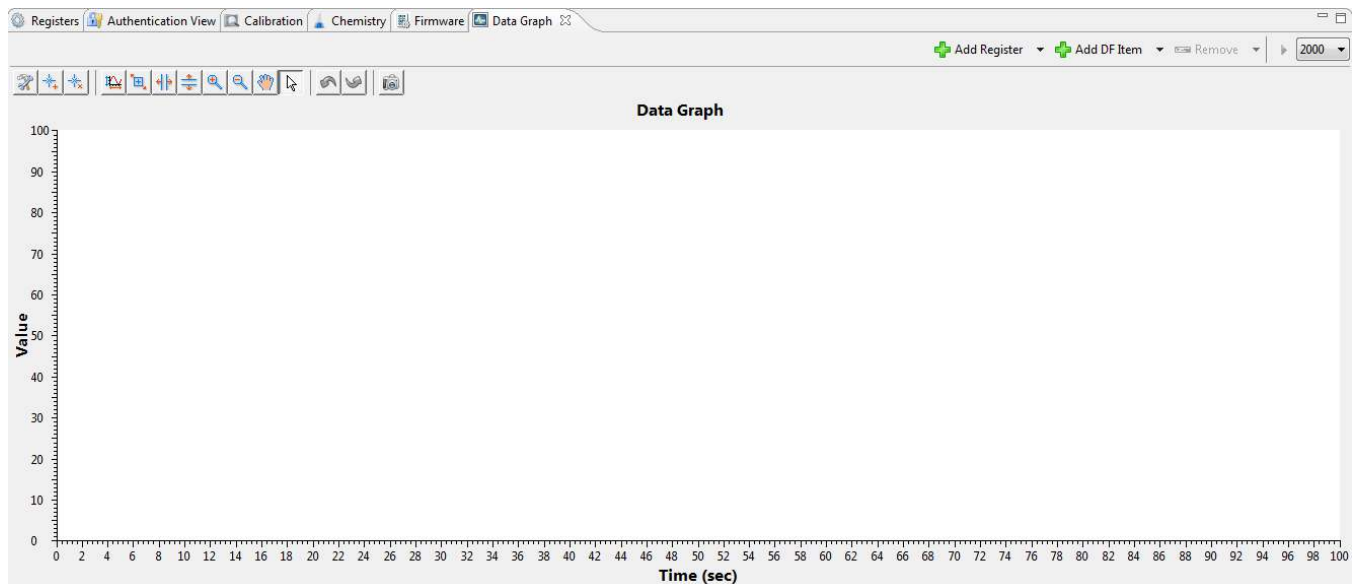 Registers Authentication View Calibration Chemistry Firmware Data Graph
Add Register Add DF Item Remove 2000
Data Graph
100
90
80
70
60
50
40
30
20
10
0
Value
0 2 4 6 8 10 12 14 16 18 20 22 24 26 28 30 32 34 36 38 40 42 44 46 48 50 52 54 56 58 60 62 64 66 68 70 72 74 76 78 80 82 84 86 88 90 92 94 96 98 100
Time (sec)